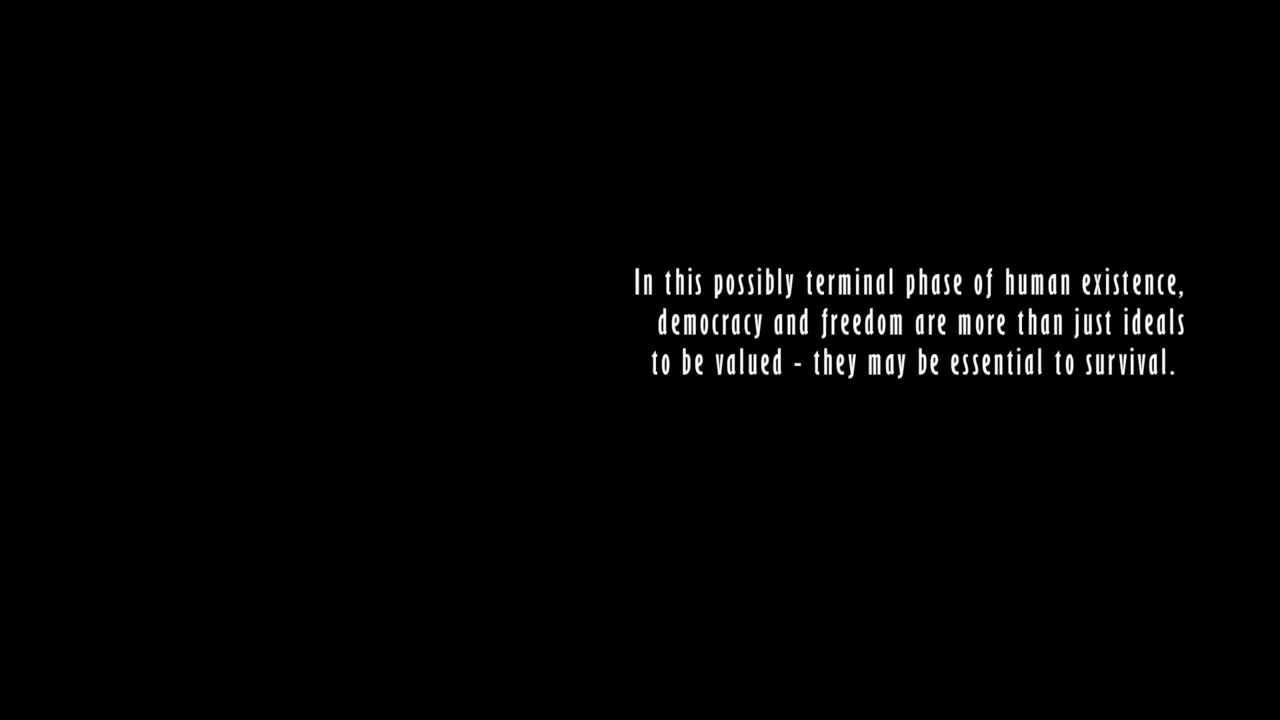 In this possibly terminal phase of human existence,
democracy and freedom are more than just ideals
to be valued - they may be essential to survival.